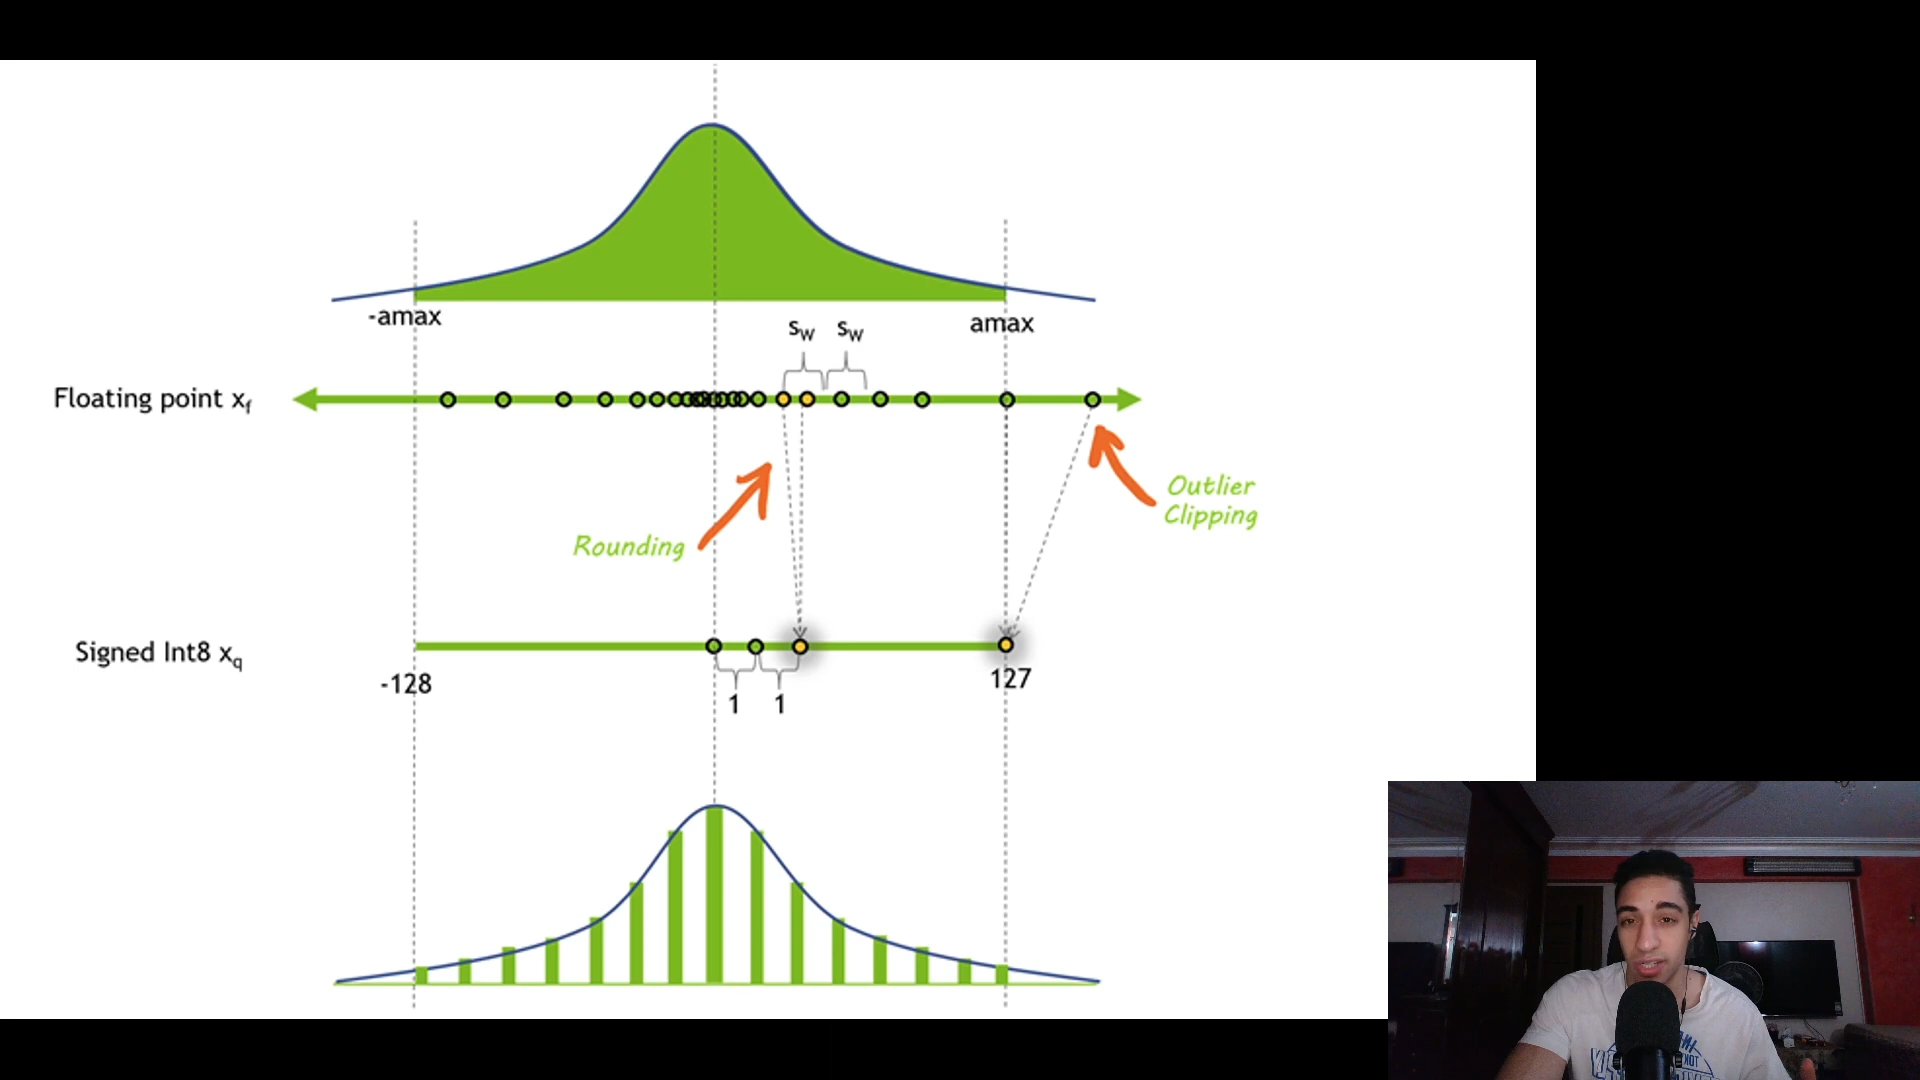 -amax
amax
sW sW
Floating point xf
Outlier
Clipping
Rounding
Signed Int8 xq
-128
127
1 1